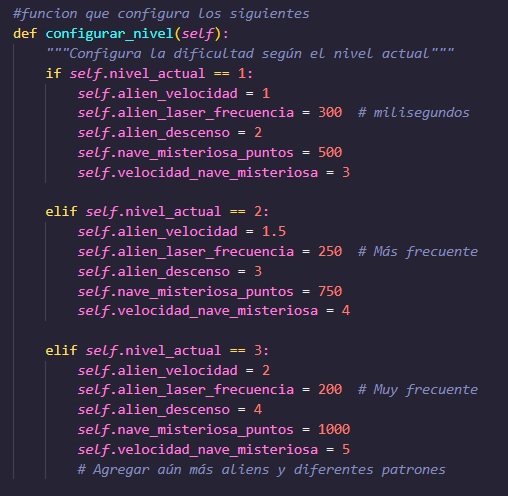 #funcion que configura los siguientes
def configurar_nivel(self):
    """Configura la dificultad según el nivel actual"""
    if self.nivel_actual == 1:
        self.alien_velocidad = 1
        self.alien_laser_frecuencia = 300  # milisegundos
        self.alien_descenso = 2
        self.nave_misteriosa_puntos = 500
        self.velocidad_nave_misteriosa = 3

    elif self.nivel_actual == 2:
        self.alien_velocidad = 1.5
        self.alien_laser_frecuencia = 250  # Más frecuente
        self.alien_descenso = 3
        self.nave_misteriosa_puntos = 750
        self.velocidad_nave_misteriosa = 4

    elif self.nivel_actual == 3:
        self.alien_velocidad = 2
        self.alien_laser_frecuencia = 200  # Muy frecuente
        self.alien_descenso = 4
        self.nave_misteriosa_puntos = 1000
        self.velocidad_nave_misteriosa = 5
        # Agregar aún más aliens y diferentes patrones